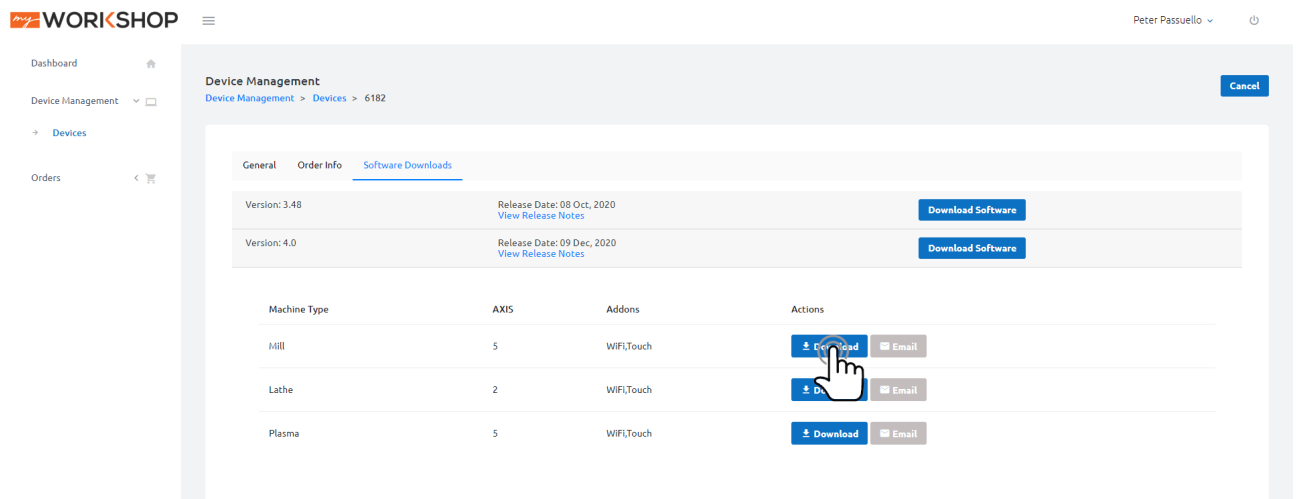 my WORKSHOP
Peter Passuello
Dashboard
Device Management
Devices
Orders
Device Management
Device Management > Devices > 6182
Cancel
General Order Info Software Downloads
Version: 3.48 Release Date: 08 Oct, 2020 Download Software
View Release Notes
Version: 4.0 Release Date: 09 Dec, 2020 Download Software
View Release Notes
Machine Type AXIS Addons Actions
Mill 5 WiFi,Touch Email
Lathe 2 WiFi,Touch Email
Plasma 5 WiFi,Touch Download Email